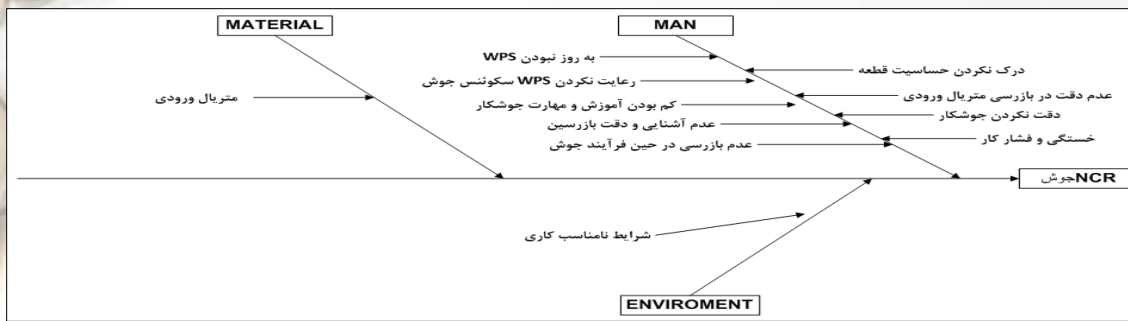 MATERIAL
MAN
به روز نبودن WPS
درک نکردن حساسیت قطعه
رعایت نکردن WPS سکوئنس جوش
متریال ورودی
عدم دقت در بازرسی متریال ورودی
کم بودن آموزش و مهارت جوشکار
دقت نکردن جوشکار
عدم آشنایی و دقت بازرسین
خستگی و فشار کار
عدم بازرسی در حین فرآیند جوش
NCRجوش
شرایط نامناسب کاری
ENVIROMENT